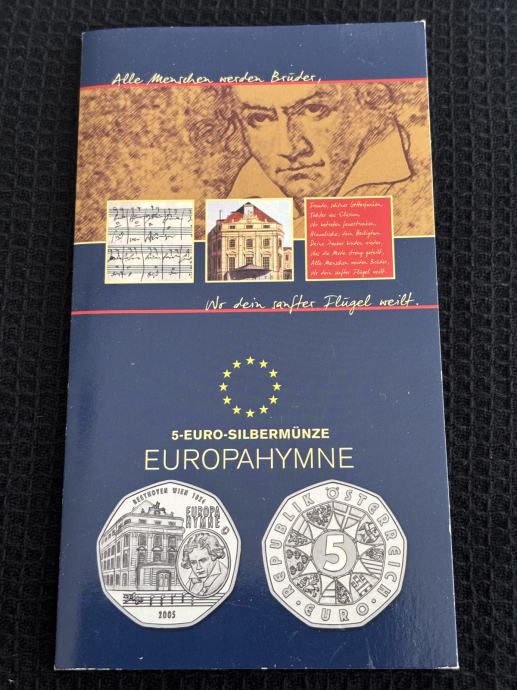 Alle Menschen werden Brüder,
Freude, schöner Götterfunken,
Tochter aus Elysium,
Wir betreten feuertrunken,
Himmlische, dein Heiligtum.
Deine Zauber binden wieder,
Was die Mode streng geteilt,
Alle Menschen werden Brüder,
Wo dein sanfter Flügel weilt.
Wo dein sanfter Flügel weilt.
5-EURO-SILBERMÜNZE
EUROPAHYMNE
BEETHOVEN WIEN 1824
EUROPA
HYMNE
2005
REPUBLIK ÖSTERREICH
5
EURO